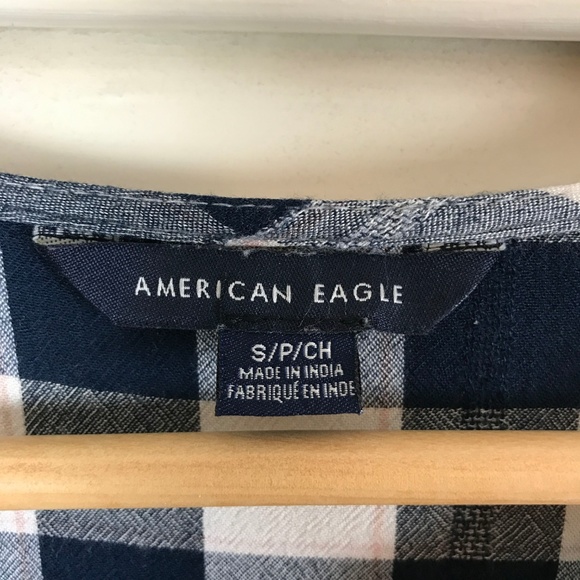 AMERICAN EAGLE
S/P/CH
MADE IN INDIA
FABRIQUÉ EN INDE